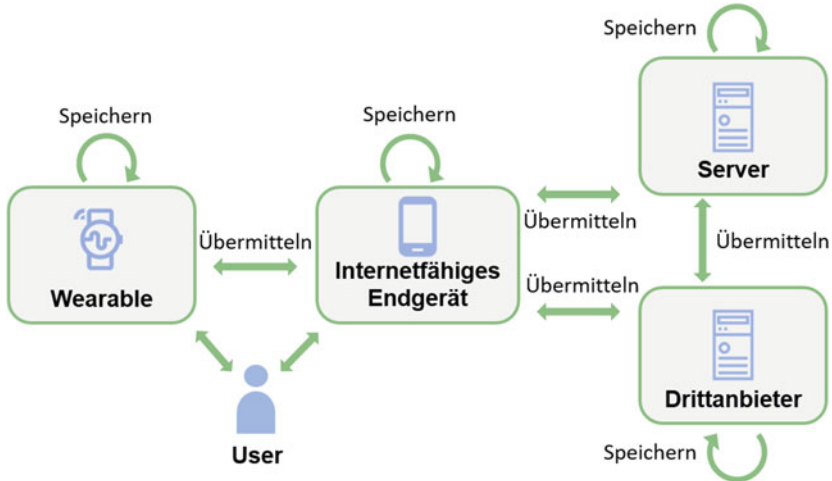 Speichern
Speichern
Speichern
Server
Übermitteln
Übermitteln
Übermitteln
Wearable
Internetfähiges
Endgerät
Übermitteln
Drittanbieter
User
Speichern